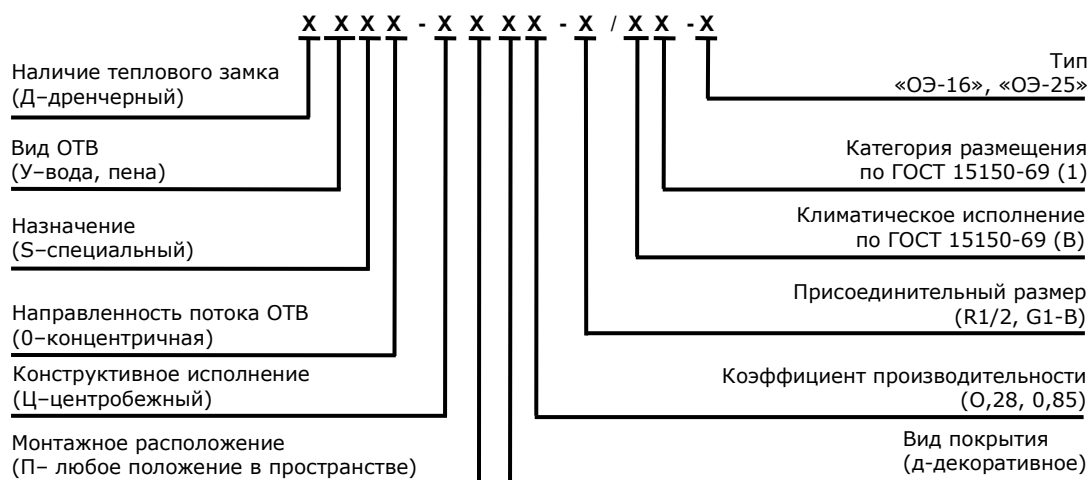 X X X X - X X X X - X / X X - X
Наличие теплового замка
(Д–дренчерный)
Вид ОТВ
(У–вода, пена)
Назначение
(S–специальный)
Направленность потока ОТВ
(0–концентричная)
Конструктивное исполнение
(Ц–центробежный)
Монтажное расположение
(П– любое положение в пространстве)
Тип
«ОЭ-16», «ОЭ-25»
Категория размещения
по ГОСТ 15150-69 (1)
Климатическое исполнение
по ГОСТ 15150-69 (В)
Присоединительный размер
(R1/2, G1-B)
Коэффициент производительности
(О,28, 0,85)
Вид покрытия
(д-декоративное)